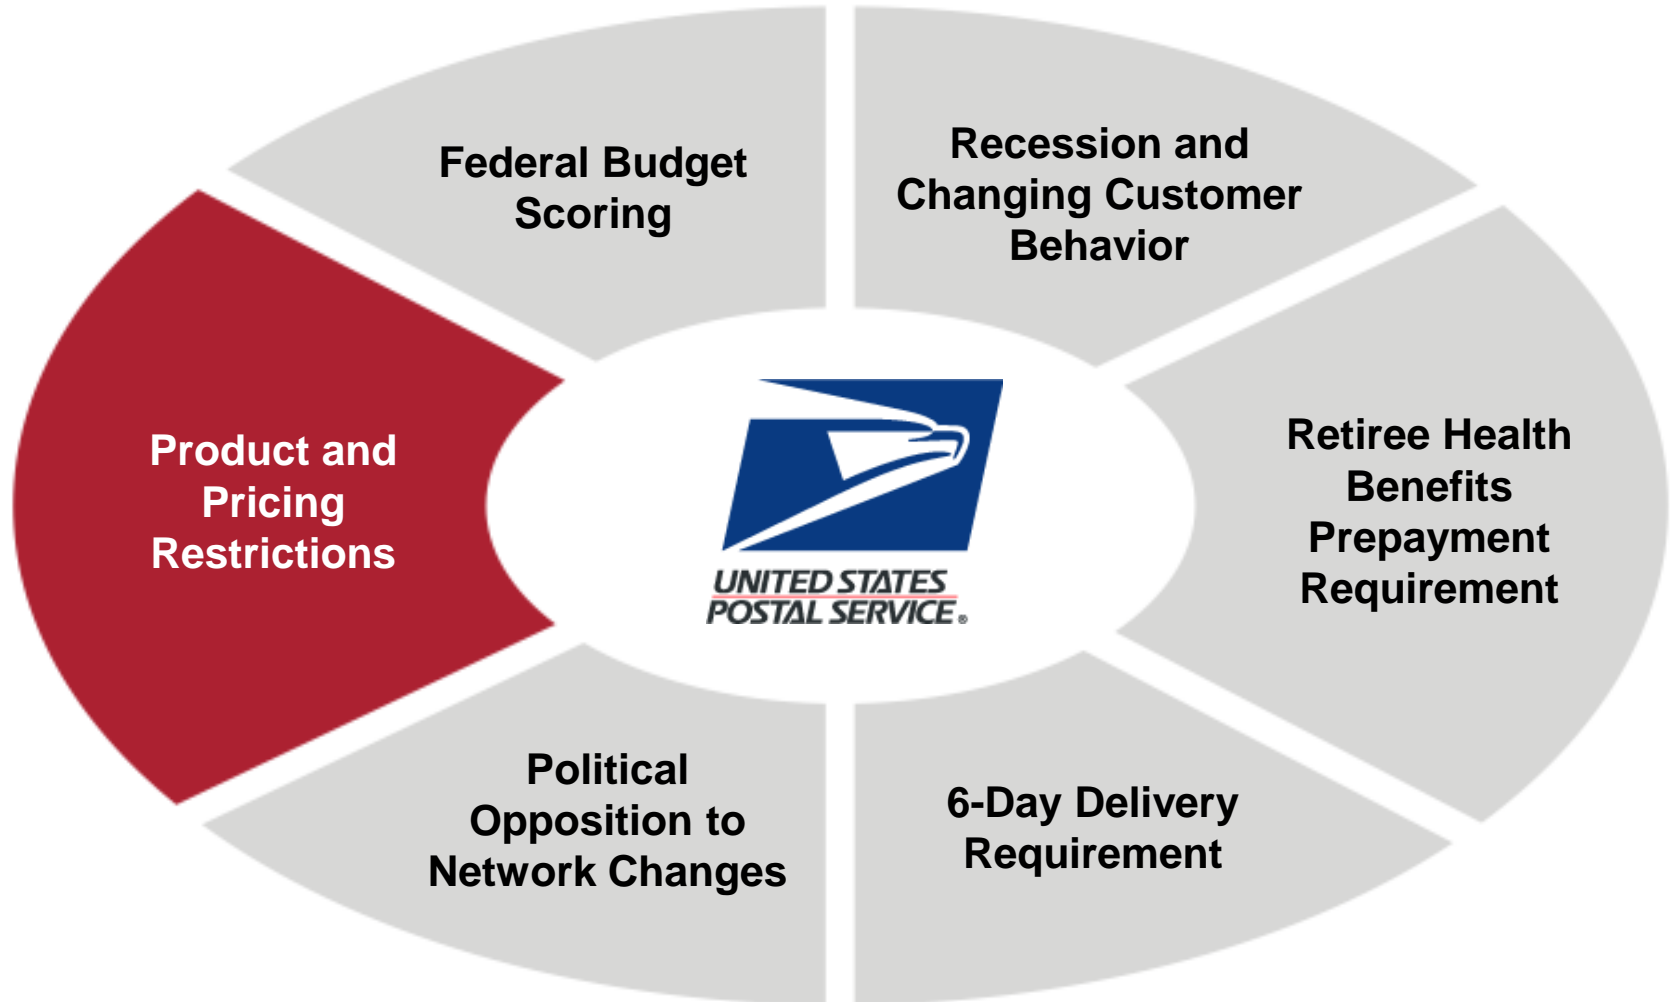 Federal Budget
Scoring
Recession and
Changing Customer
Behavior
Product and
Pricing
Restrictions
UNITED STATES
POSTAL SERVICE®
Retiree Health
Benefits
Prepayment
Requirement
Political
Opposition to
Network Changes
6-Day Delivery
Requirement